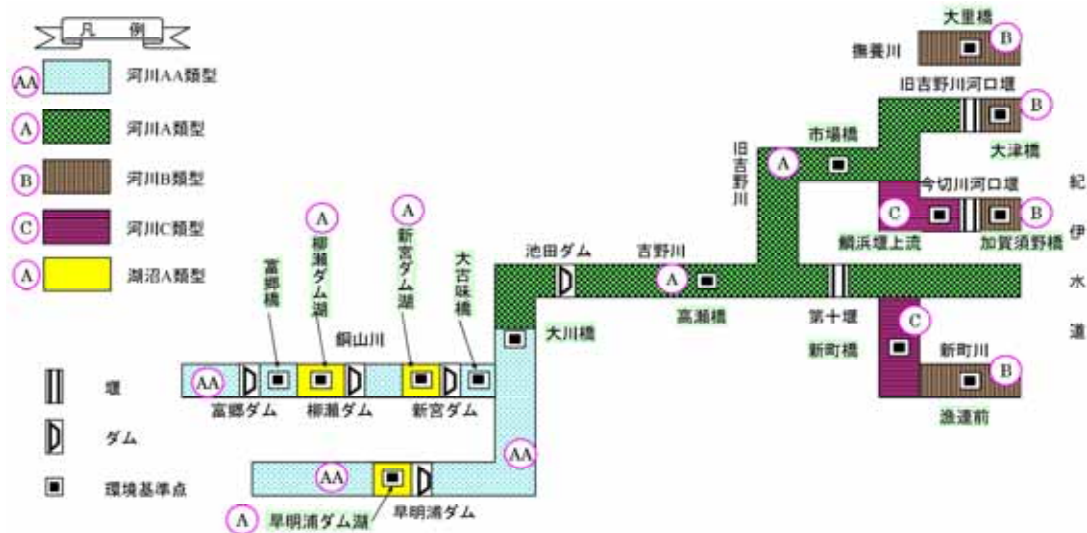 凡 例
AA 河川AA類型
A 河川A類型
B 河川B類型
C 河川C類型
A 湖沼A類型
堰
ダム
環境基準点
大里橋
B
撫養川
旧吉野川河口堰
B
大津橋
市場橋
A
旧吉野川
今切川河口堰
C
B
鯛浜堰上流
加賀須野橋
紀伊水道
池田ダム
吉野川
A
高瀬橋
第十堰
大川橋
新町橋
C
新町川
B
漁連前
A
柳瀬ダム湖
A
新宮ダム湖
富郷橋
大古味橋
銅山川
AA
富郷ダム
柳瀬ダム
新宮ダム
AA
AA
A
早明浦ダム湖
早明浦ダム